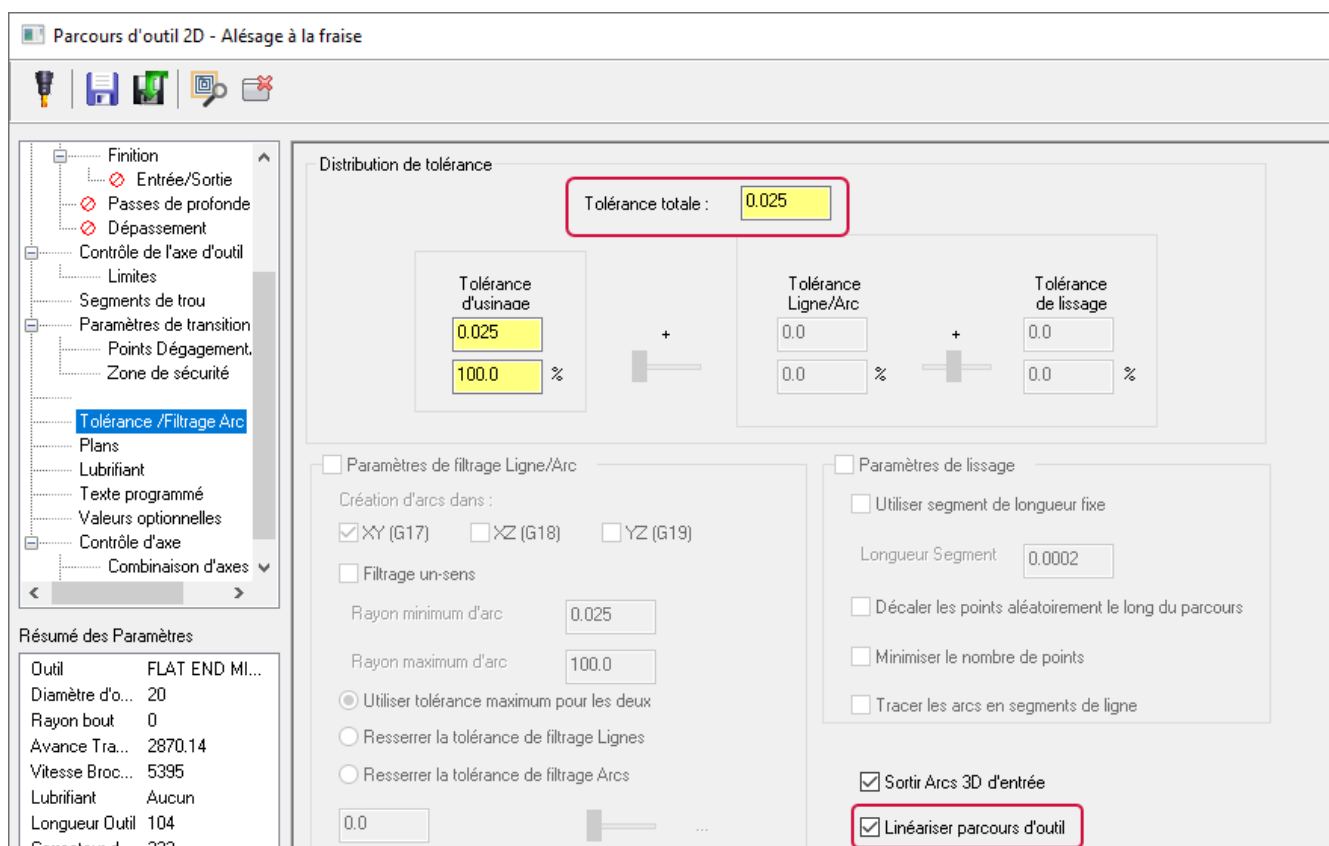 Parcours d'outil 2D - Alésage à la fraise
Finition
Entrée/Sortie
Passes de profonde
Dépassement
Contrôle de l'axe d'outil
Limites
Segments de trou
Paramètres de transition
Points Dégagement.
Zone de sécurité
Tolérance /Filtrage Arc
Plans
Lubrifiant
Texte programmé
Valeurs optionnelles
Contrôle d'axe
Combinaison d'axes
Résumé des Paramètres
Outil FLAT END MI...
Diamètre d'o... 20
Rayon bout 0
Avance Tra... 2870.14
Vitesse Broc... 5395
Lubrifiant Aucun
Longueur Outil 104
Distribution de tolérance
Tolérance totale : 0.025
Tolérance
d'usinage
0.025
100.0 %
+
Tolérance
Ligne/Arc
0.0
0.0 %
+
Tolérance
de lissage
0.0
0.0 %
Paramètres de filtrage Ligne/Arc
Création d'arcs dans :
XY (G17) XZ (G18) YZ (G19)
Filtrage un-sens
Rayon minimum d'arc 0.025
Rayon maximum d'arc 100.0
Utiliser tolérance maximum pour les deux
Resserrer la tolérance de filtrage Lignes
Resserrer la tolérance de filtrage Arcs
0.0 ...
Paramètres de lissage
Utiliser segment de longueur fixe
Longueur Segment 0.0002
Décaler les points aléatoirement le long du parcours
Minimiser le nombre de points
Tracer les arcs en segments de ligne
Sortir Arcs 3D d'entrée
Linéariser parcours d'outil